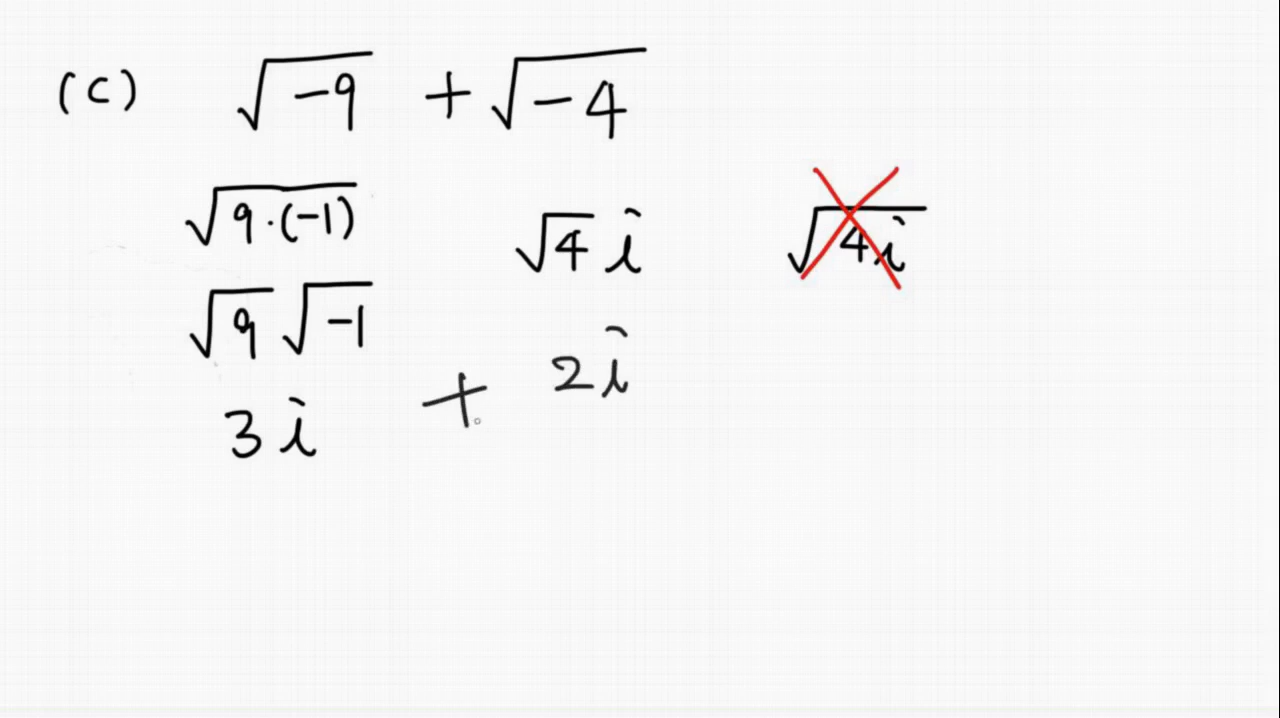 (c) √-9 + √-4
√9·(-1) √4 i √4i
√9 √-1
3i + 2i